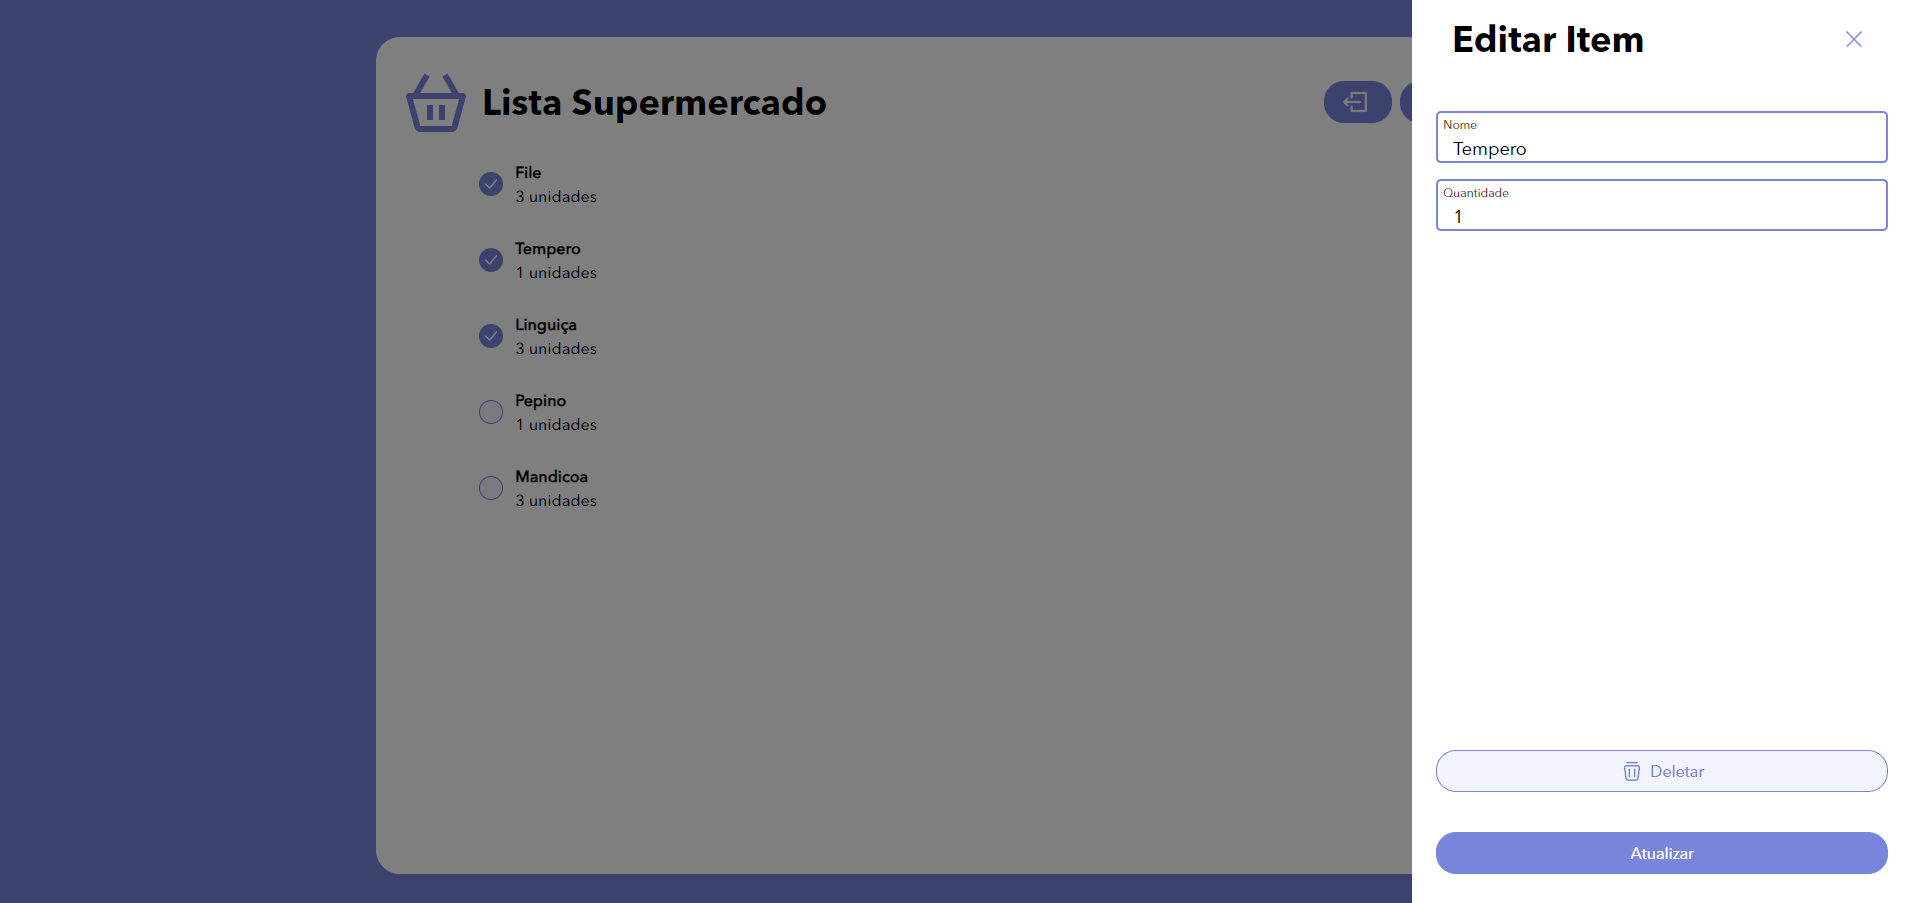 Lista Supermercado
File
3 unidades
Tempero
1 unidades
Linguiça
3 unidades
Pepino
1 unidades
Mandicoa
3 unidades
Editar Item
Nome
Tempero
Quantidade
1
Deletar
Atualizar